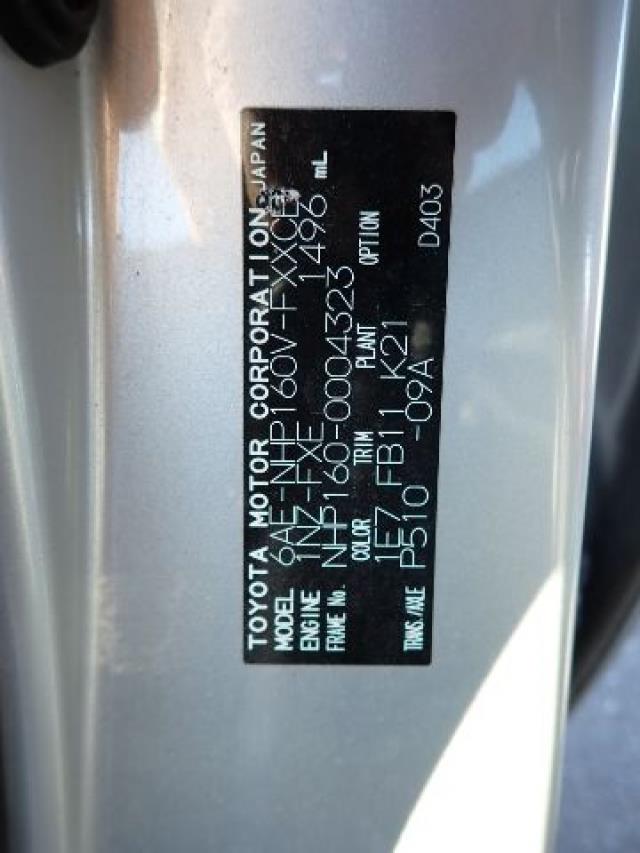 TOYOTA MOTOR CORPORATION JAPAN
MODEL 6AE-NHP160V-FXXCB
ENGINE 1NZ-FXE 1496 mL
FRAME No. NHP160-0004323
COLOR TRIM PLANT OPTION
1E7 FB11 K21
TRANS./AXLE P510 -09A D403